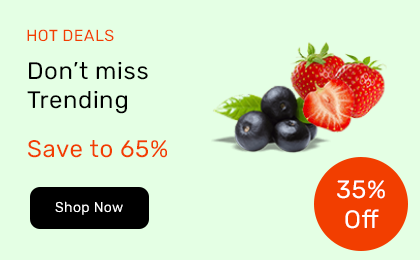 HOT DEALS
Don't miss
Trending
Save to 65%
Shop Now
35%
Off